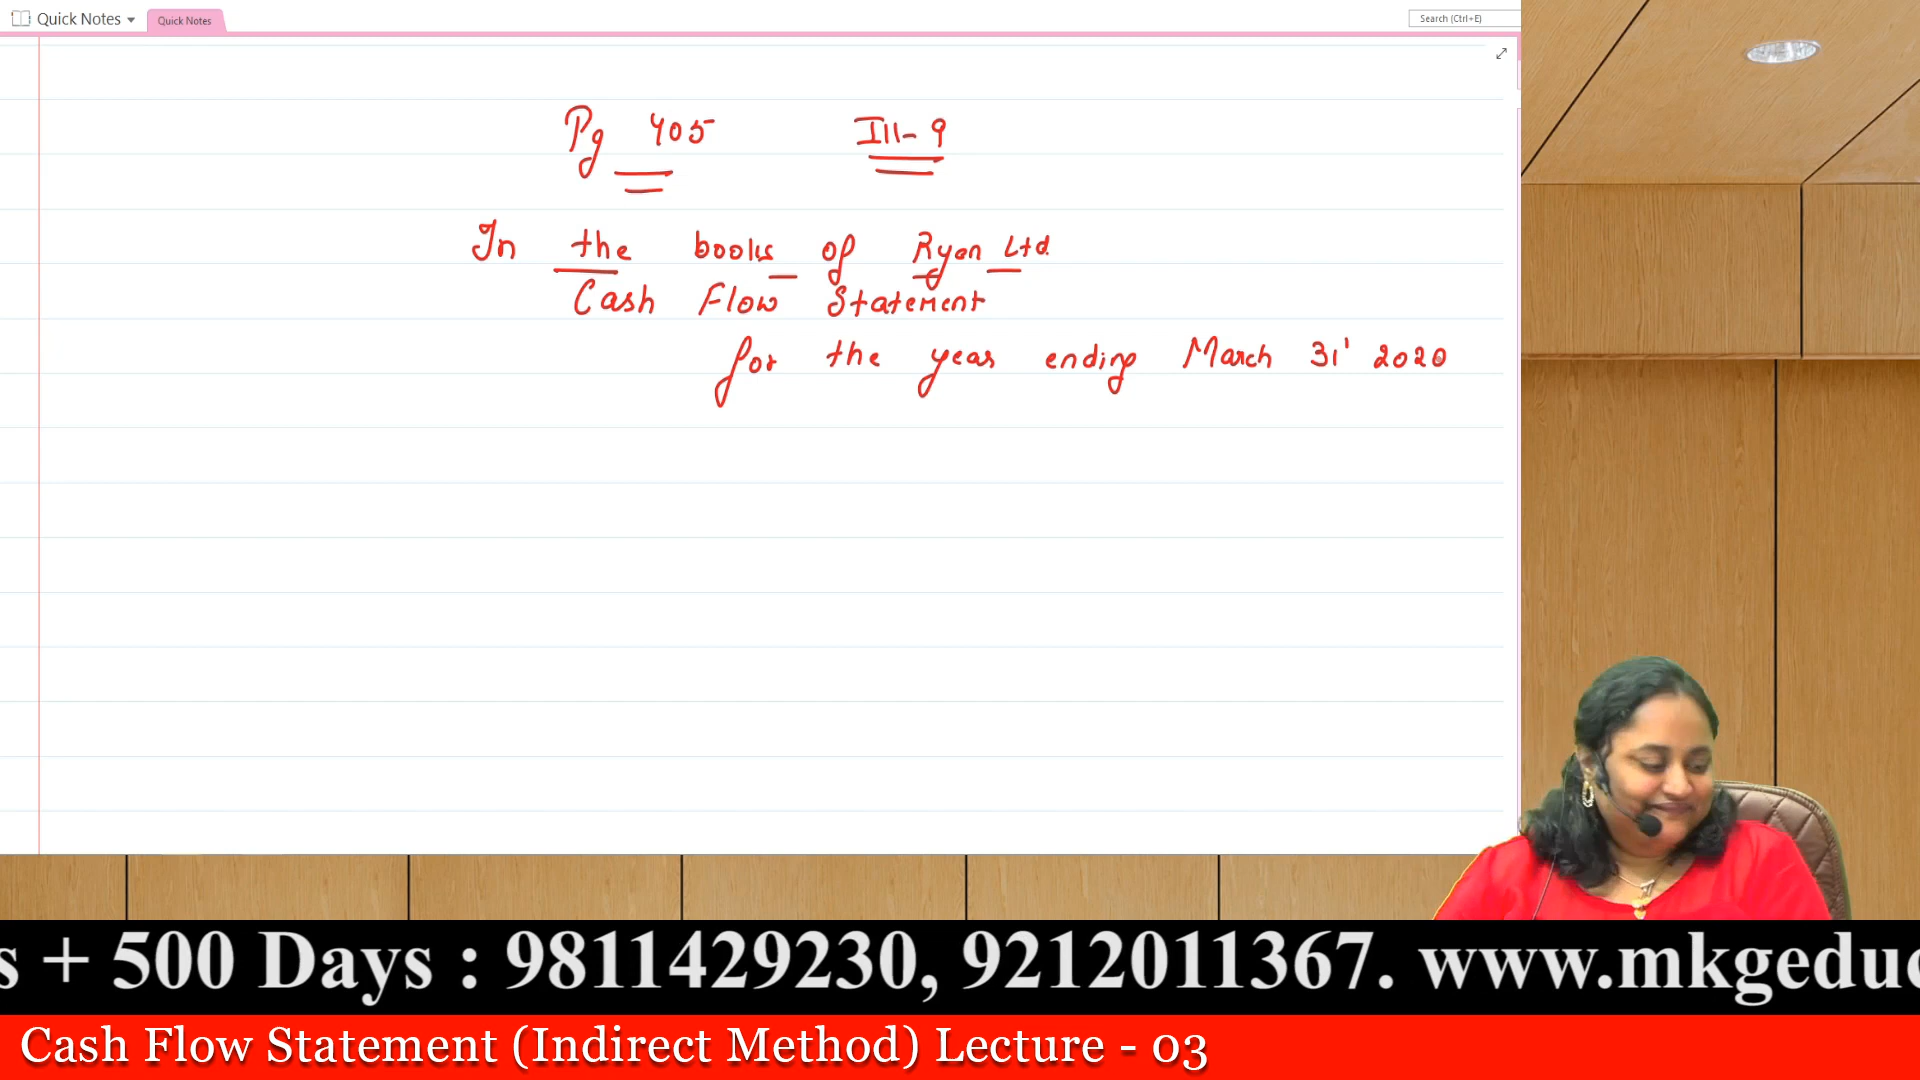 Quick Notes
Quick Notes
Search (Ctrl+E)
Pg 405 Ill-9
In the books of Ryan Ltd.
Cash Flow Statement
for the year ending March 31' 2020
s + 500 Days : 9811429230, 9212011367. www.mkgeduc
Cash Flow Statement (Indirect Method) Lecture - 03